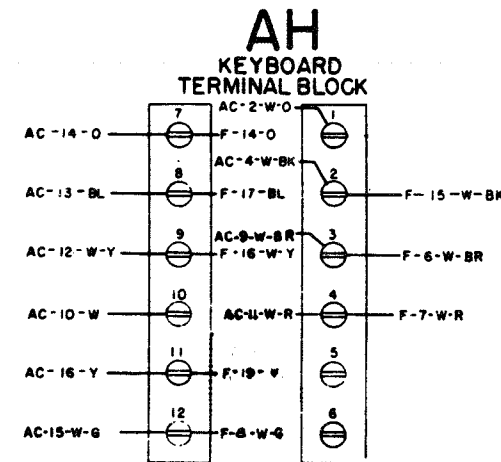 AH
KEYBOARD
TERMINAL BLOCK
7 AC-2-W-O 1
AC-14-O F-14-O
8 AC-4-W-BK 2
AC-13-BL F-17-BL F-15-W-BK
9 AC-9-W-BR 3
AC-12-W-Y F-16-W-Y F-6-W-BR
10 4
AC-10-W AC-11-W-R F-7-W-R
11 5
AC-16-Y F-19-
12 6
AC-15-W-G F-8-W-G